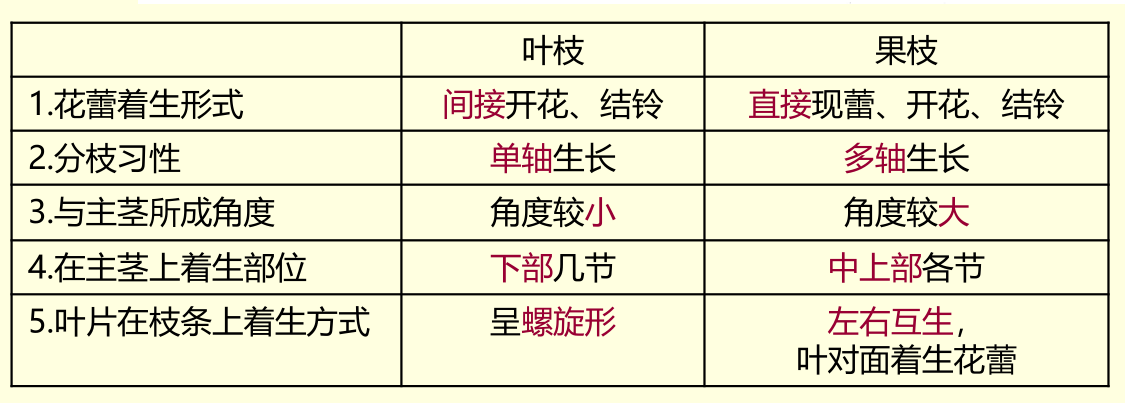 叶枝 果枝
1.花蕾着生形式 间接开花、结铃 直接现蕾、开花、结铃
2.分枝习性 单轴生长 多轴生长
3.与主茎所成角度 角度较小 角度较大
4.在主茎上着生部位 下部几节 中上部各节
5.叶片在枝条上着生方式 呈螺旋形 左右互生，
叶对面着生花蕾